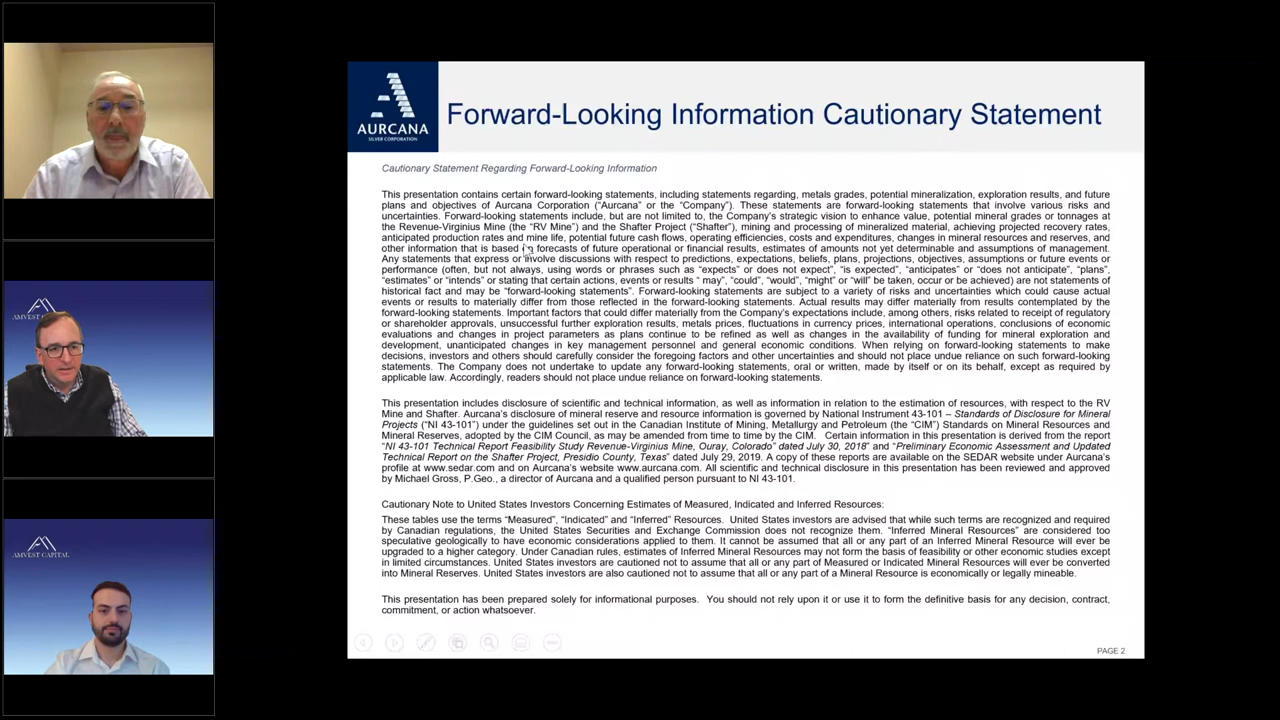 AURCANA
SILVER CORPORATION
Forward-Looking Information Cautionary Statement
Cautionary Statement Regarding Forward-Looking Information
This presentation contains certain forward-looking statements, including statements regarding, metals grades, potential mineralization, exploration results, and future
plans and objectives of Aurcana Corporation (“Aurcana” or the “Company”). These statements are forward-looking statements that involve various risks and
uncertainties. Forward-looking statements include, but are not limited to, the Company’s strategic vision to enhance value, potential mineral grades or tonnages at
the Revenue-Virginius Mine (the “RV Mine”) and the Shafter Project (“Shafter”), mining and processing of mineralized material, achieving projected recovery rates,
anticipated production rates and mine life, potential future cash flows, operating efficiencies, costs and expenditures, changes in mineral resources and reserves, and
other information that is based on forecasts of future operational or financial results, estimates of amounts not yet determinable and assumptions of management.
Any statements that express or involve discussions with respect to predictions, expectations, beliefs, plans, projections, objectives, assumptions or future events or
performance (often, but not always, using words or phrases such as “expects” or does not expect”, “is expected”, “anticipates” or “does not anticipate”, “plans”,
“estimates” or “intends” or stating that certain actions, events or results “ may”, “could”, “would”, “might” or “will” be taken, occur or be achieved) are not statements of
historical fact and may be “forward-looking statements”. Forward-looking statements are subject to a variety of risks and uncertainties which could cause actual
events or results to materially differ from those reflected in the forward-looking statements. Actual results may differ materially from results contemplated by the
forward-looking statements. Important factors that could differ materially from the Company’s expectations include, among others, risks related to receipt of regulatory
or shareholder approvals, unsuccessful further exploration results, metals prices, fluctuations in currency prices, international operations, conclusions of economic
evaluations and changes in project parameters as plans continue to be refined as well as changes in the availability of funding for mineral exploration and
development, unanticipated changes in key management personnel and general economic conditions. When relying on forward-looking statements to make
decisions, investors and others should carefully consider the foregoing factors and other uncertainties and should not place undue reliance on such forward-looking
statements. The Company does not undertake to update any forward-looking statements, oral or written, made by itself or on its behalf, except as required by
applicable law. Accordingly, readers should not place undue reliance on forward-looking statements.
This presentation includes disclosure of scientific and technical information, as well as information in relation to the estimation of resources, with respect to the RV
Mine and Shafter. Aurcana’s disclosure of mineral reserve and resource information is governed by National Instrument 43-101 – Standards of Disclosure for Mineral
Projects (“NI 43-101”) under the guidelines set out in the Canadian Institute of Mining, Metallurgy and Petroleum (the “CIM”) Standards on Mineral Resources and
Mineral Reserves, adopted by the CIM Council, as may be amended from time to time by the CIM. Certain information in this presentation is derived from the report
“NI 43-101 Technical Report Feasibility Study Revenue-Virginius Mine, Ouray, Colorado” dated July 30, 2018” and “Preliminary Economic Assessment and Updated
Technical Report on the Shafter Project, Presidio County, Texas” dated July 29, 2019. A copy of these reports are available on the SEDAR website under Aurcana’s
profile at www.sedar.com and on Aurcana’s website www.aurcana.com. All scientific and technical disclosure in this presentation has been reviewed and approved
by Michael Gross, P.Geo., a director of Aurcana and a qualified person pursuant to NI 43-101.
Cautionary Note to United States Investors Concerning Estimates of Measured, Indicated and Inferred Resources:
These tables use the terms “Measured”, “Indicated” and “Inferred” Resources. United States investors are advised that while such terms are recognized and required
by Canadian regulations, the United States Securities and Exchange Commission does not recognize them. “Inferred Mineral Resources” are considered too
speculative geologically to have economic considerations applied to them. It cannot be assumed that all or any part of an Inferred Mineral Resource will ever be
upgraded to a higher category. Under Canadian rules, estimates of Inferred Mineral Resources may not form the basis of feasibility or other economic studies except
in limited circumstances. United States investors are cautioned not to assume that all or any part of Measured or Indicated Mineral Resources will ever be converted
into Mineral Reserves. United States investors are also cautioned not to assume that all or any part of a Mineral Resource is economically or legally mineable.
This presentation has been prepared solely for informational purposes. You should not rely upon it or use it to form the definitive basis for any decision, contract,
commitment, or action whatsoever.
PAGE 2
AMVEST CAPITAL